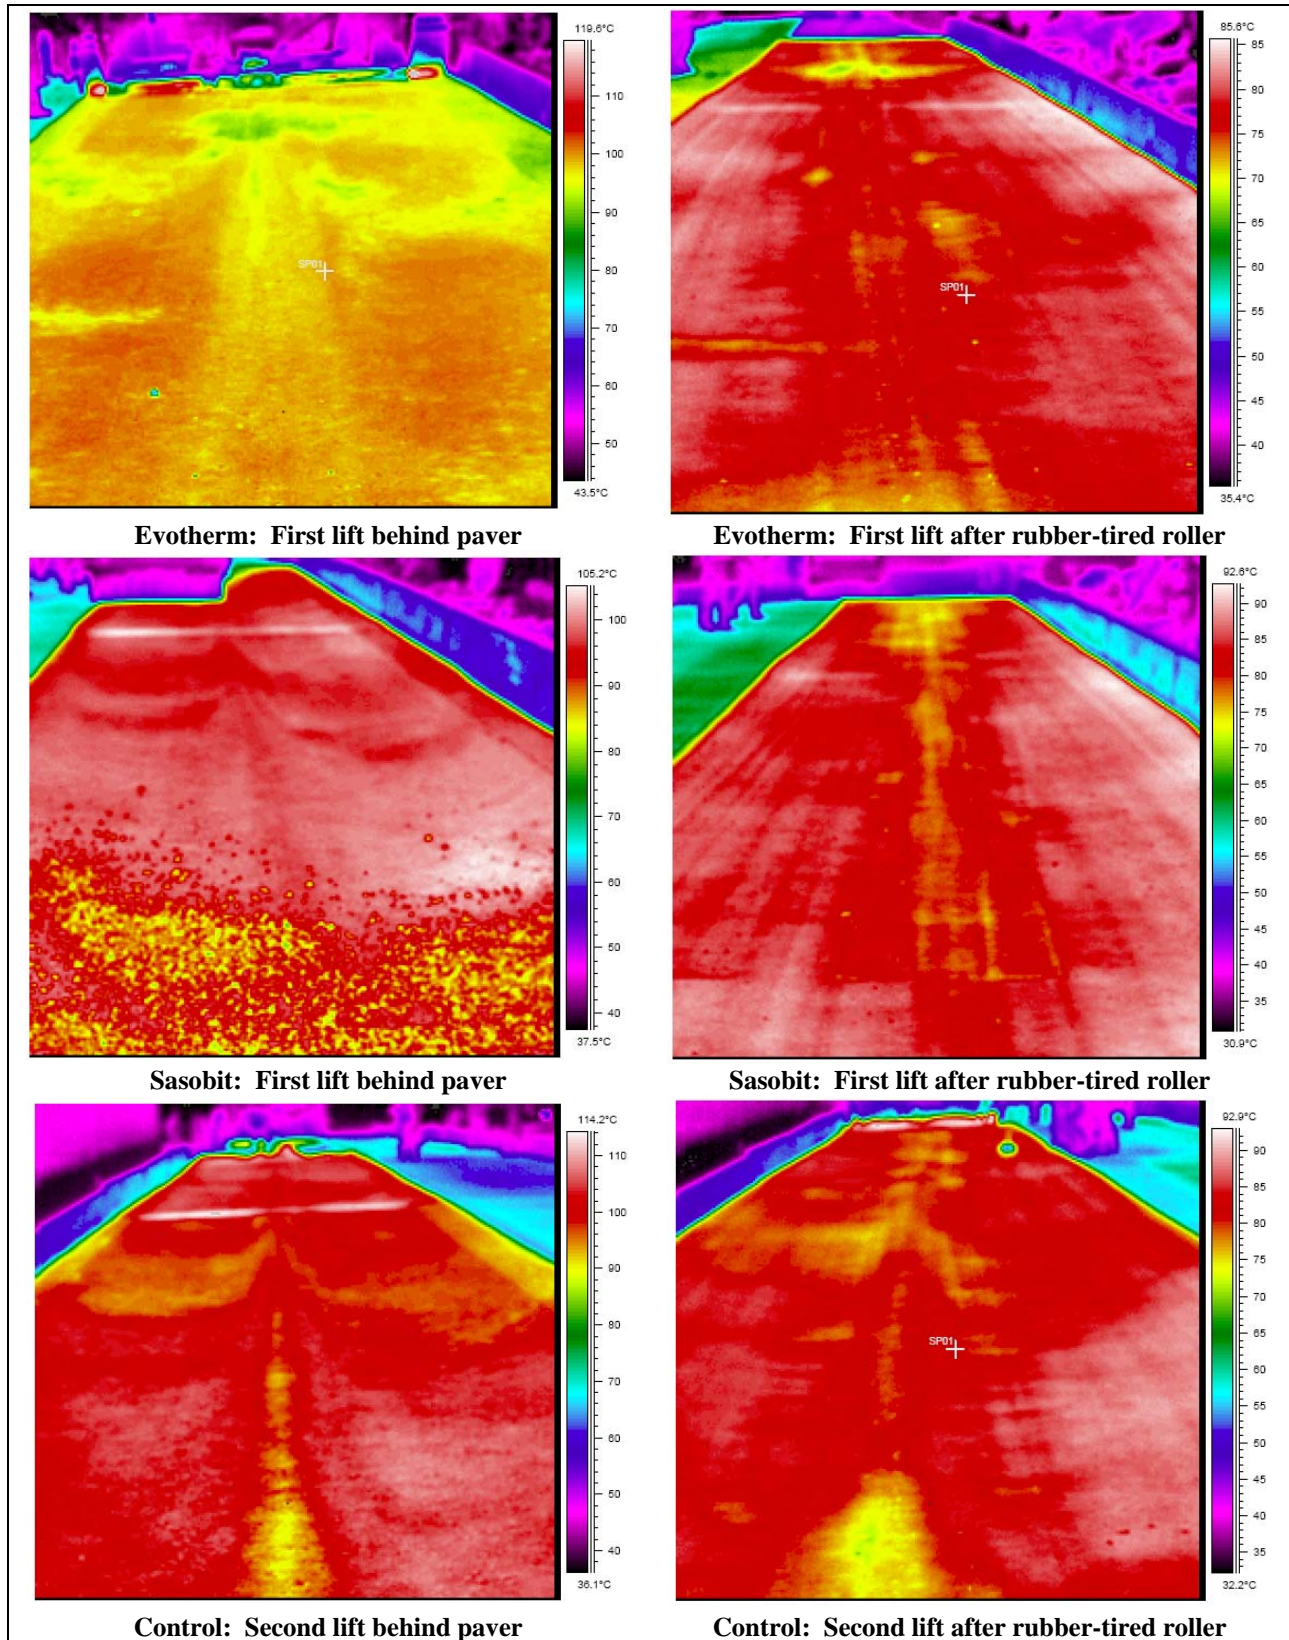 119.6°C
110
100
90
80
70
60
50
43.5°C
SP01
Evotherm: First lift behind paver
85.6°C
85
80
75
70
65
60
55
50
45
40
35.4°C
SP01
Evotherm: First lift after rubber-tired roller
105.2°C
100
90
80
70
60
50
40
37.5°C
Sasobit: First lift behind paver
92.6°C
90
85
80
75
70
65
60
55
50
45
40
35
30.9°C
Sasobit: First lift after rubber-tired roller
114.2°C
110
100
90
80
70
60
50
40
36.1°C
Control: Second lift behind paver
92.9°C
90
85
80
75
70
65
60
55
50
45
40
35
32.2°C
SP01
Control: Second lift after rubber-tired roller